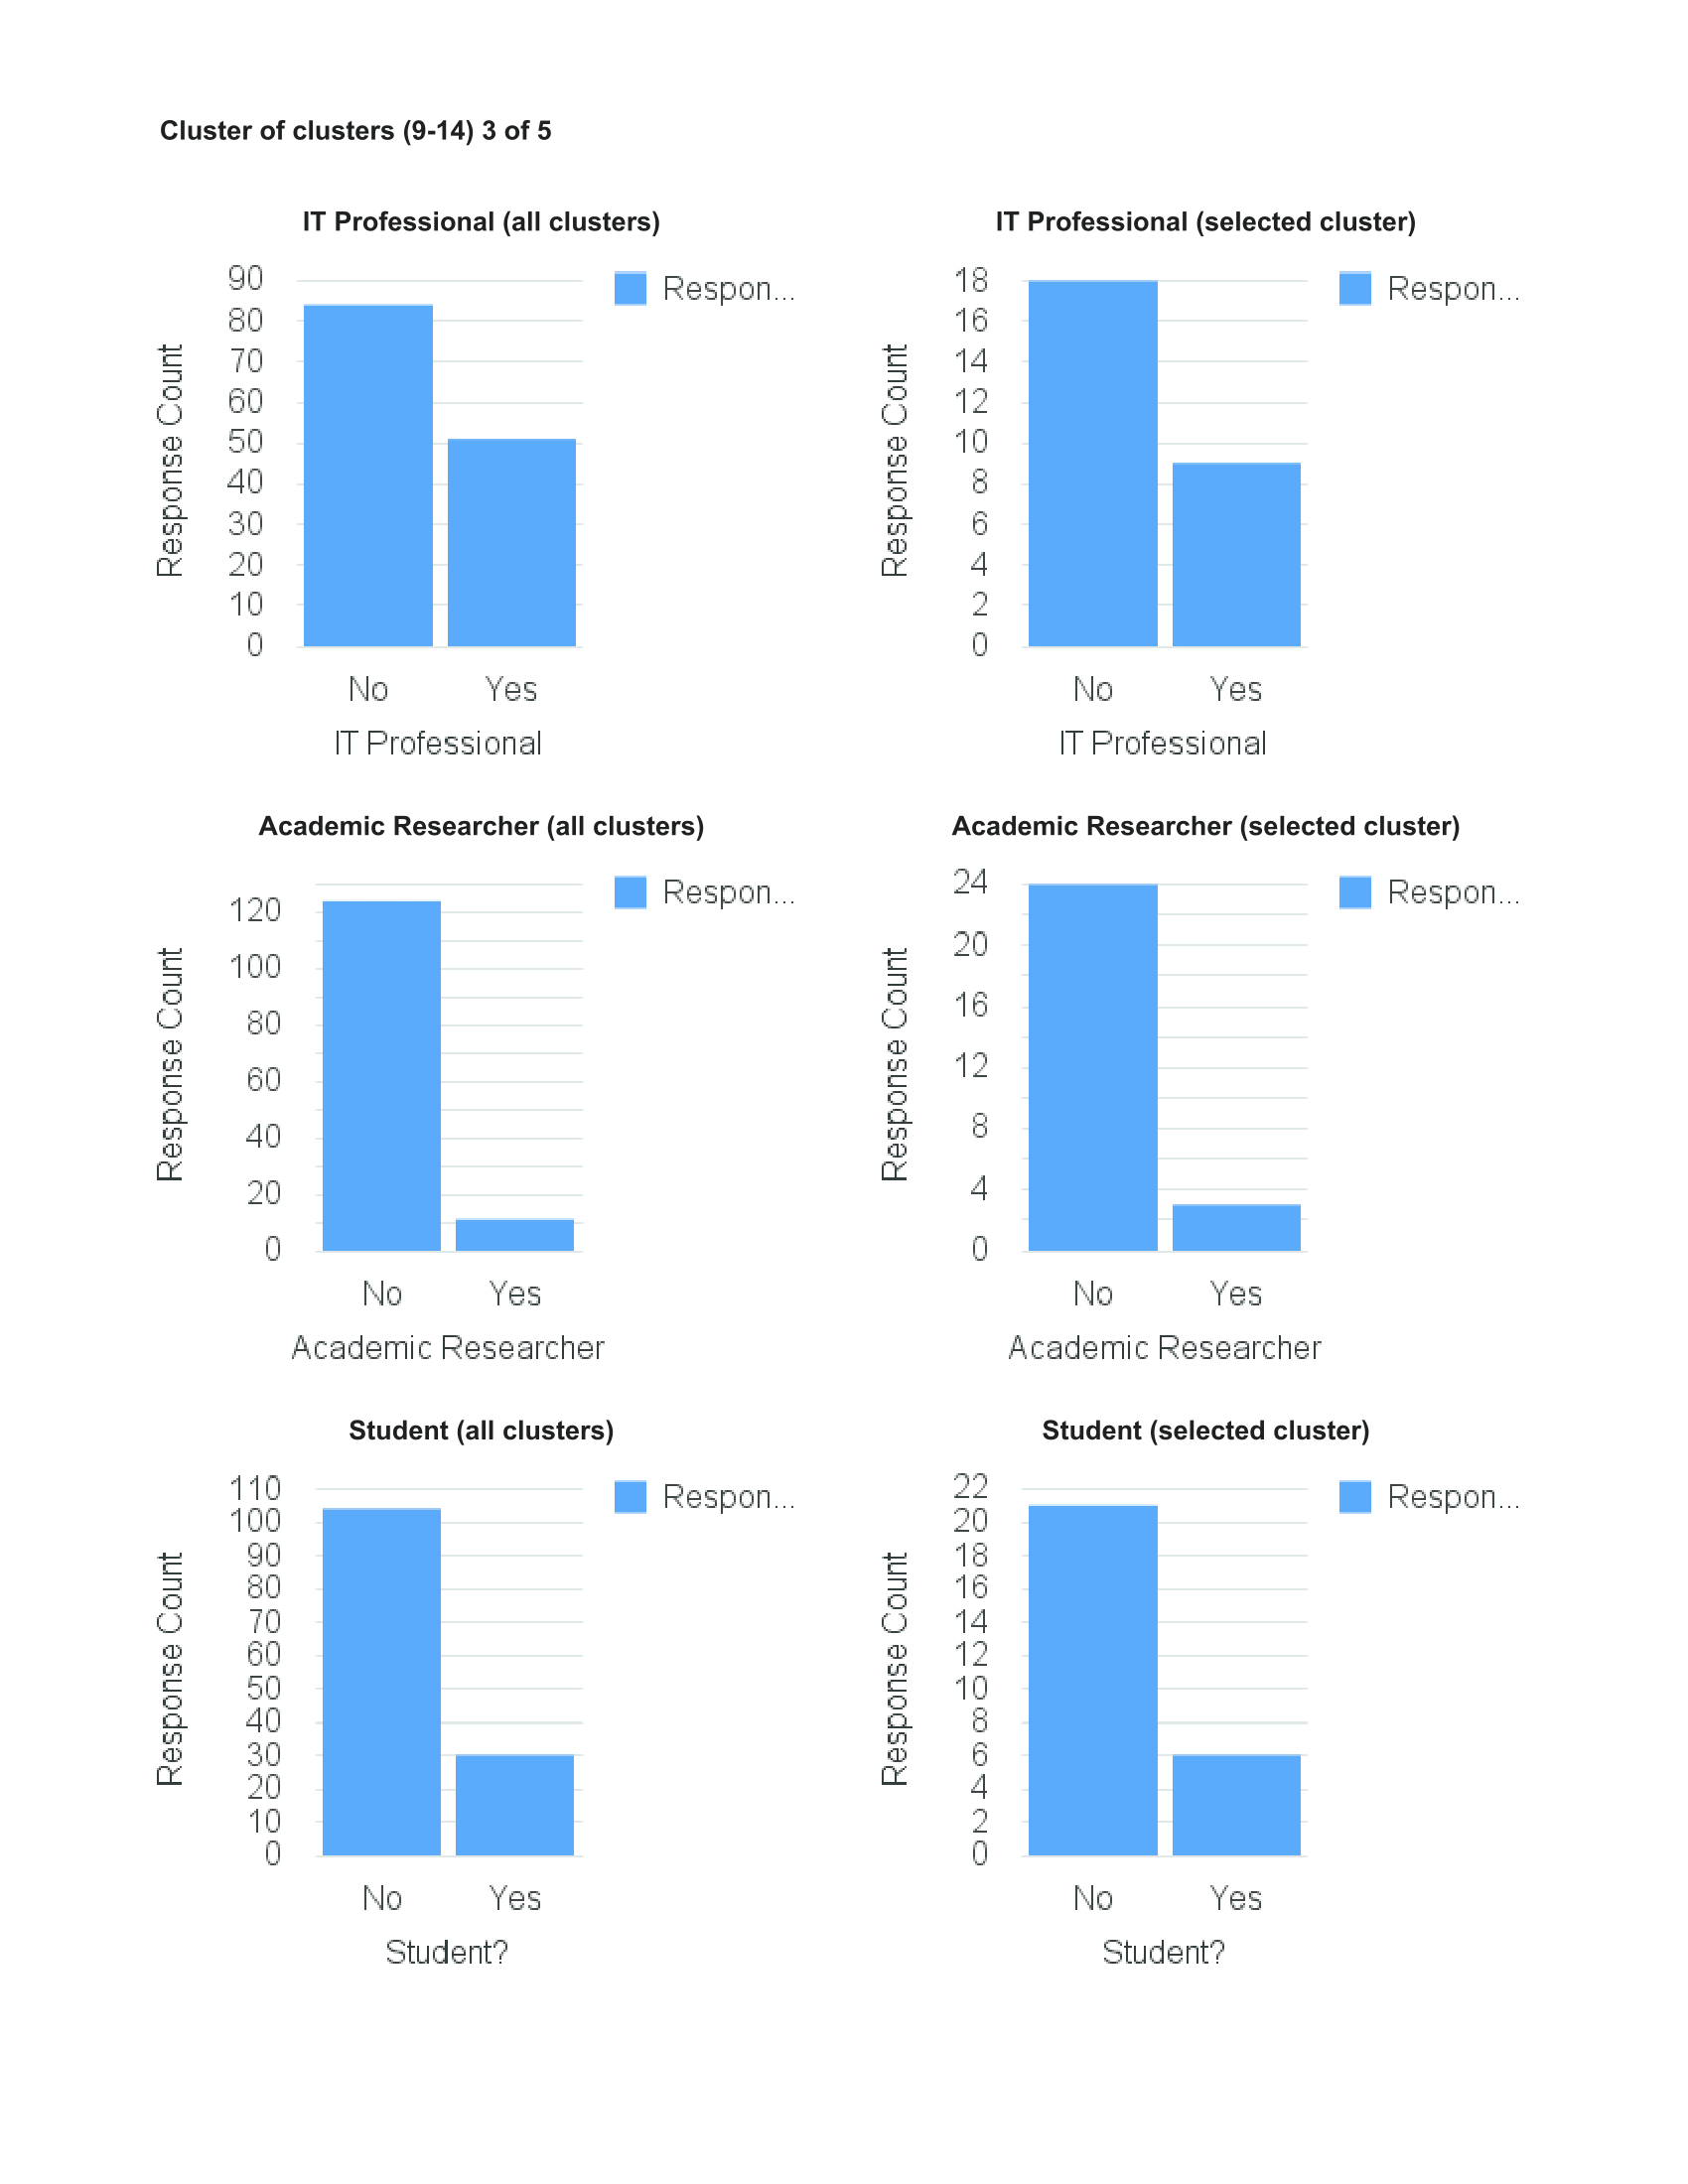 Cluster of clusters (9-14) 3 of 5
IT Professional (all clusters)
90
80
70
60
50
40
30
20
10
0
Response Count
No Yes
IT Professional
Respon...
IT Professional (selected cluster)
18
16
14
12
10
8
6
4
2
0
Response Count
No Yes
IT Professional
Respon...
Academic Researcher (all clusters)
120
100
80
60
40
20
0
Response Count
No Yes
Academic Researcher
Respon...
Academic Researcher (selected cluster)
24
20
16
12
8
4
0
Response Count
No Yes
Academic Researcher
Respon...
Student (all clusters)
110
100
90
80
70
60
50
40
30
20
10
0
Response Count
No Yes
Student?
Respon...
Student (selected cluster)
22
20
18
16
14
12
10
8
6
4
2
0
Response Count
No Yes
Student?
Respon...